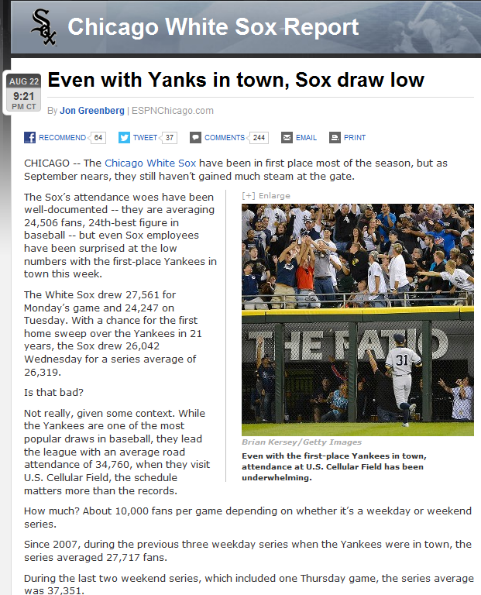 Sox
Chicago White Sox Report
AUG 22
9:21
PM CT
Even with Yanks in town, Sox draw low
By Jon Greenberg | ESPNChicago.com
RECOMMEND 64 TWEET 37 COMMENTS 244 EMAIL PRINT
CHICAGO -- The Chicago White Sox have been in first place most of the season, but as
September nears, they still haven't gained much steam at the gate.
The Sox's attendance woes have been
well-documented -- they are averaging
24,506 fans, 24th-best figure in
baseball -- but even Sox employees
have been surprised at the low
numbers with the first-place Yankees in
town this week.
The White Sox drew 27,561 for
Monday's game and 24,247 on
Tuesday. With a chance for the first
home sweep over the Yankees in 21
years, the Sox drew 26,042
Wednesday for a series average of
26,319.
Is that bad?
Not really, given some context. While
the Yankees are one of the most
popular draws in baseball, they lead
the league with an average road
attendance of 34,760, when they visit
U.S. Cellular Field, the schedule
matters more than the records.
[+] Enlarge
THE PATIO
31
Brian Kersey/Getty Images
Even with the first-place Yankees in town,
attendance at U.S. Cellular Field has been
underwhelming.
How much? About 10,000 fans per game depending on whether it's a weekday or weekend
series.
Since 2007, during the previous three weekday series when the Yankees were in town, the
series averaged 27,717 fans.
During the last two weekend series, which included one Thursday game, the series average
was 37,351.